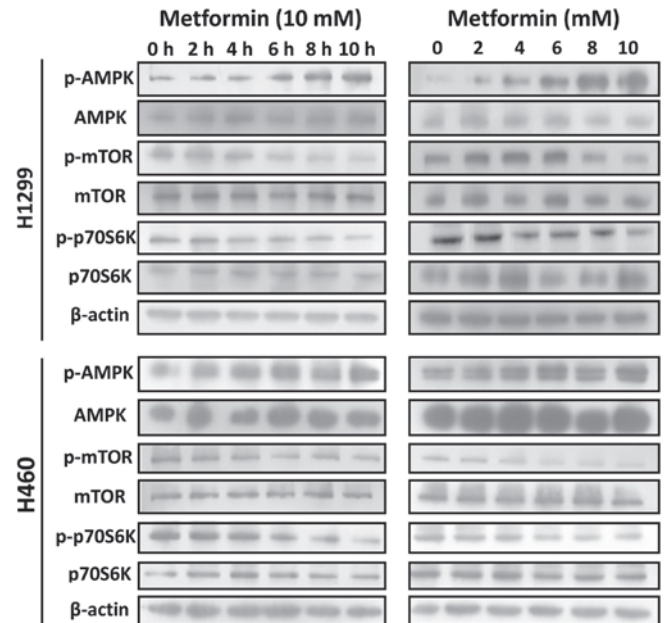 Metformin (10 mM) Metformin (mM)
0 h 2 h 4 h 6 h 8 h 10 h 0 2 4 6 8 10
H1299
p-AMPK
AMPK
p-mTOR
mTOR
p-p70S6K
p70S6K
β-actin
H460
p-AMPK
AMPK
p-mTOR
mTOR
p-p70S6K
p70S6K
β-actin